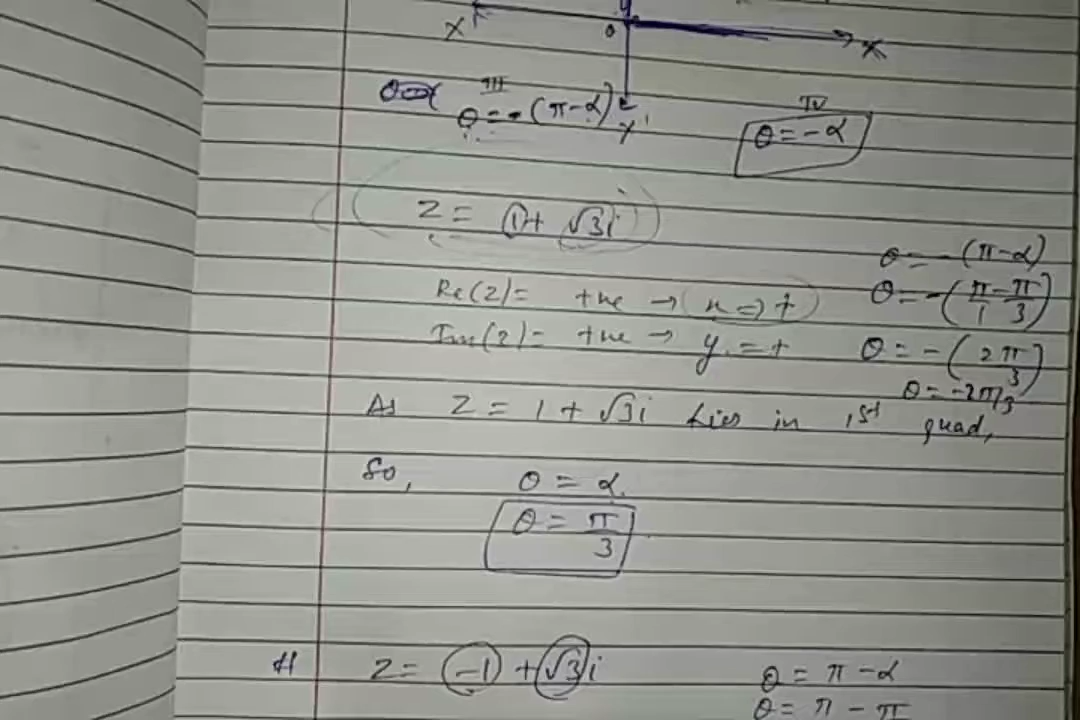 X' O X
III IV
θ = -(π-α) Y' θ = -α
z = 1 + √3i
θ = -(π-α)
Re(z) = +ve → x => + θ = -(π/1 - π/3)
Im(z) = +ve → y = + θ = -(2π/3)
θ = -2π/3
As z = 1 + √3i Lies in 1st quad,
So, θ = α
θ = π/3
# z = -1 + √3i θ = π-α
θ = π - π